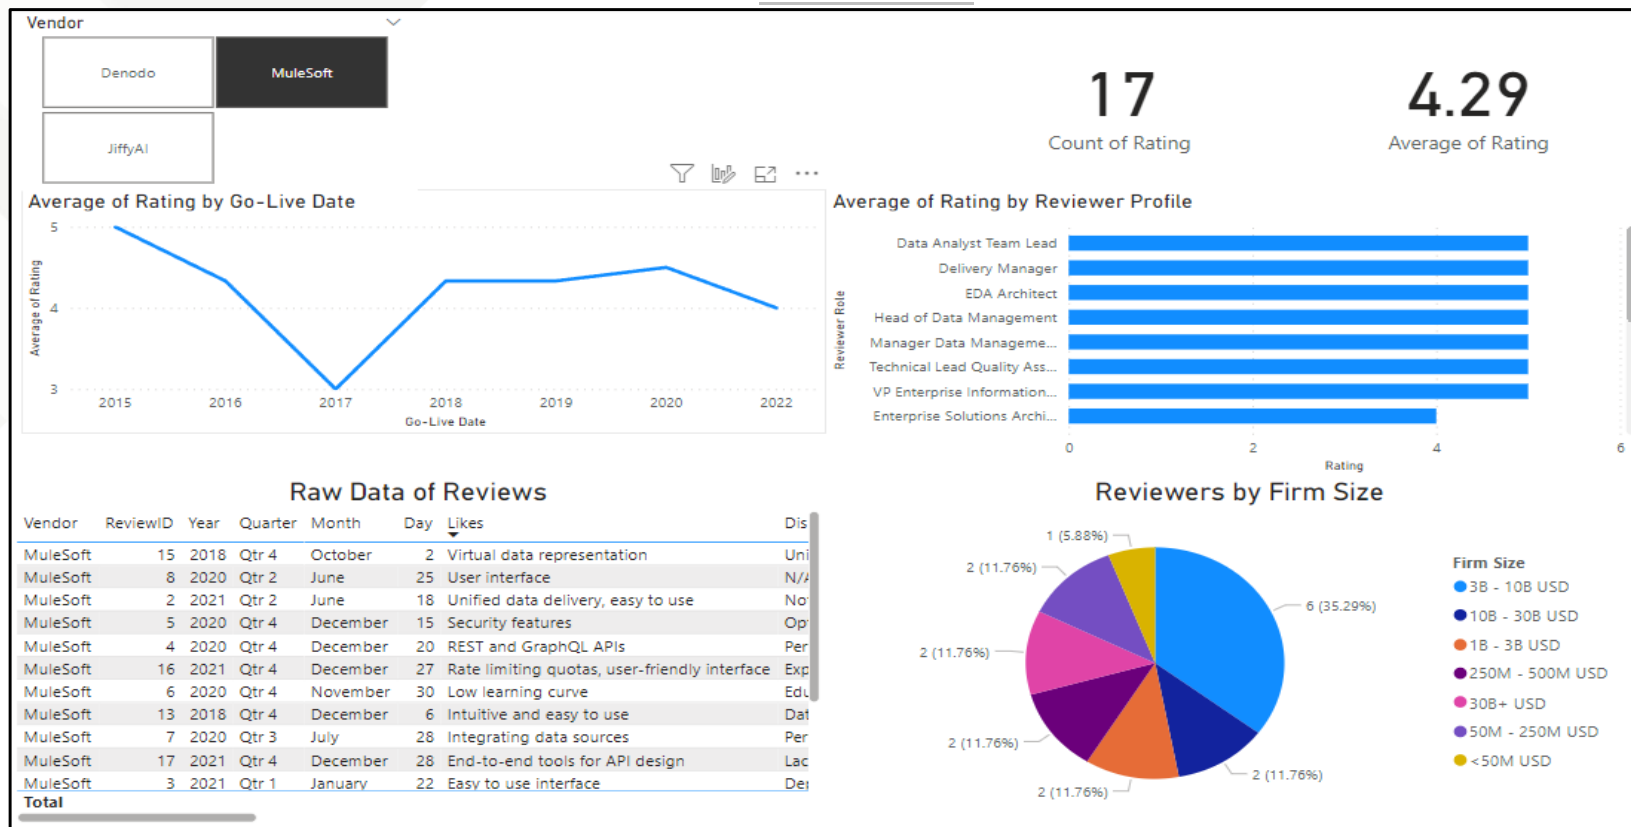 Vendor
Denodo
MuleSoft
JiffyAI
17
Count of Rating
4.29
Average of Rating
Average of Rating by Go-Live Date
Average of Rating
5
4
3
2015 2016 2017 2018 2019 2020 2022
Go-Live Date
Average of Rating by Reviewer Profile
Reviewer Role
Data Analyst Team Lead
Delivery Manager
EDA Architect
Head of Data Management
Manager Data Manageme...
Technical Lead Quality Ass...
VP Enterprise Information...
Enterprise Solutions Archi...
0 2 4 6
Rating
Raw Data of Reviews
Vendor ReviewID Year Quarter Month Day Likes Dis
MuleSoft 15 2018 Qtr 4 October 2 Virtual data representation Uni
MuleSoft 8 2020 Qtr 2 June 25 User interface N/A
MuleSoft 2 2021 Qtr 2 June 18 Unified data delivery, easy to use No
MuleSoft 5 2020 Qtr 4 December 15 Security features Op
MuleSoft 4 2020 Qtr 4 December 20 REST and GraphQL APIs Per
MuleSoft 16 2021 Qtr 4 December 27 Rate limiting quotas, user-friendly interface Exp
MuleSoft 6 2020 Qtr 4 November 30 Low learning curve Edu
MuleSoft 13 2018 Qtr 4 December 6 Intuitive and easy to use Dat
MuleSoft 7 2020 Qtr 3 July 28 Integrating data sources Per
MuleSoft 17 2021 Qtr 4 December 28 End-to-end tools for API design Lac
MuleSoft 3 2021 Qtr 1 January 22 Easy to use interface
Total
Reviewers by Firm Size
1 (5.88%)
2 (11.76%)
6 (35.29%)
2 (11.76%)
2 (11.76%)
2 (11.76%)
2 (11.76%)
Firm Size
3B - 10B USD
10B - 30B USD
1B - 3B USD
250M - 500M USD
30B+ USD
50M - 250M USD
<50M USD